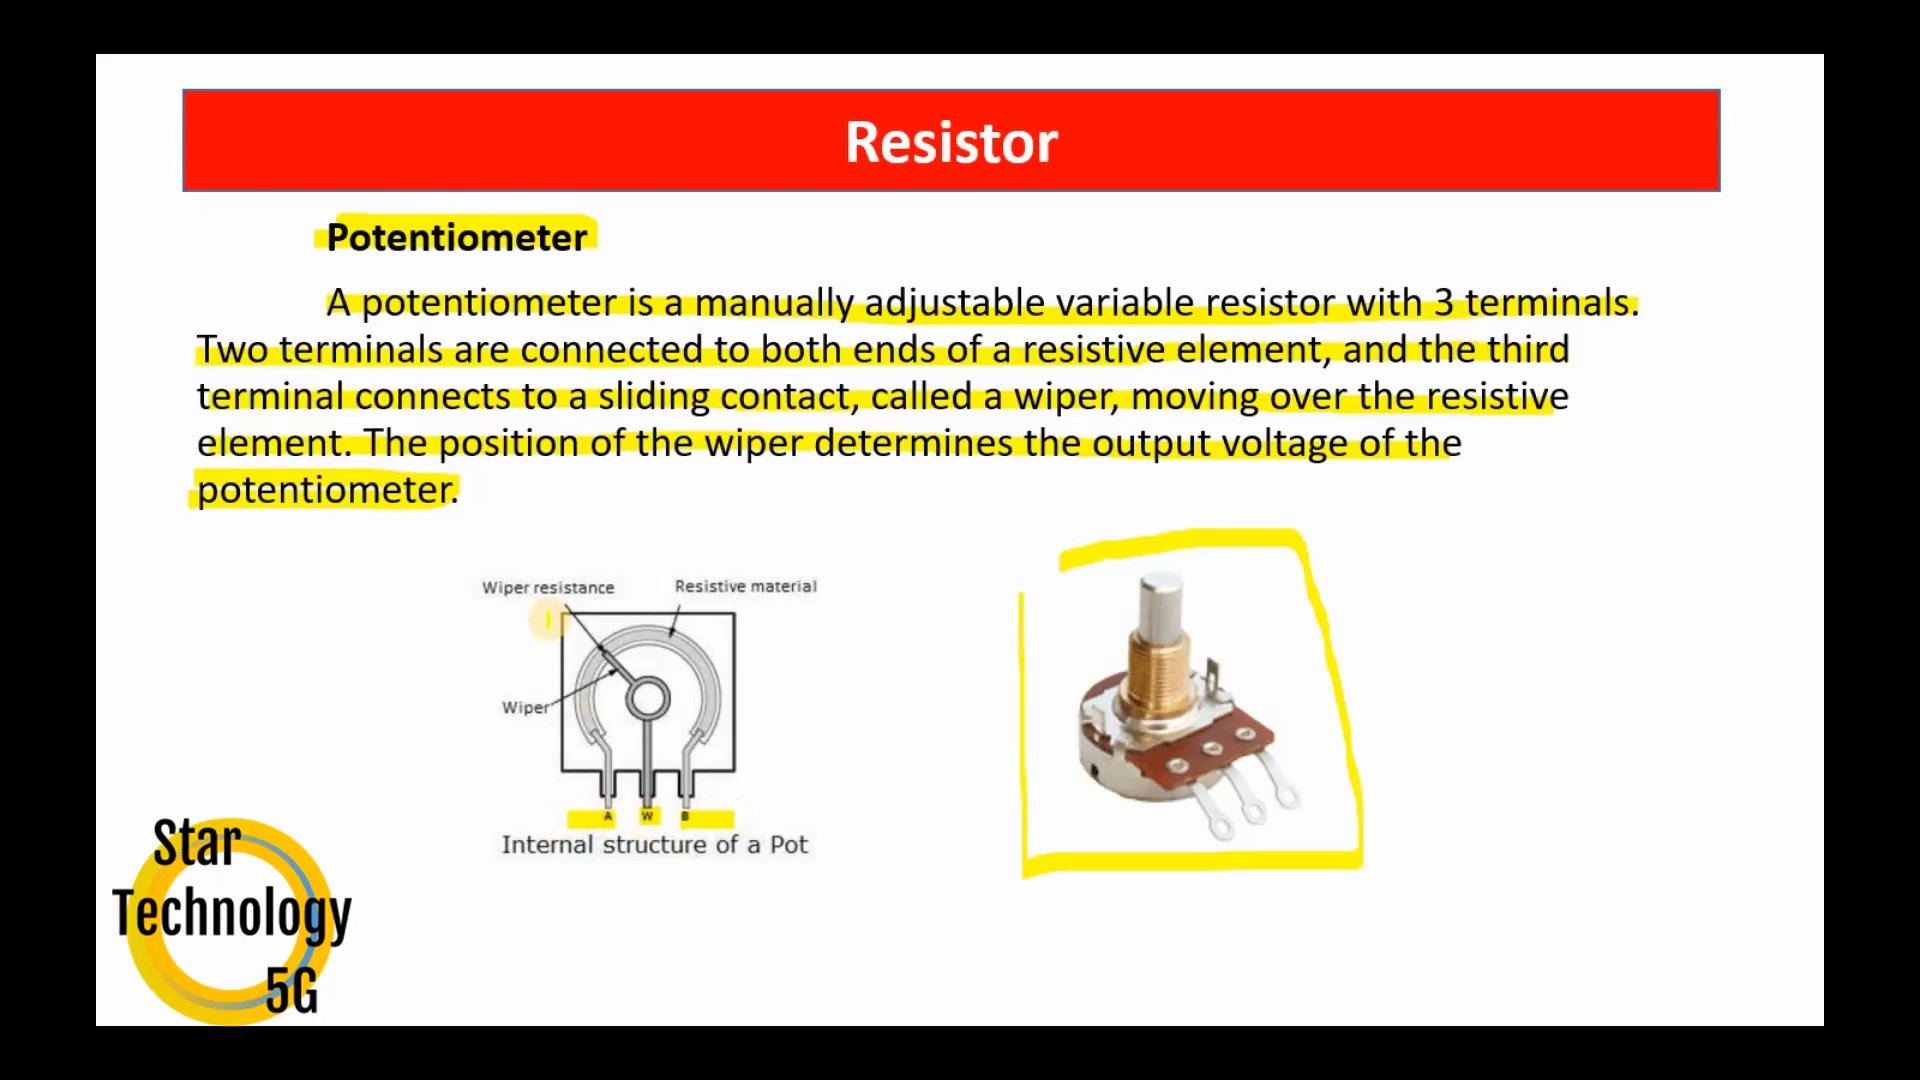 Resistor
Potentiometer
A potentiometer is a manually adjustable variable resistor with 3 terminals.
Two terminals are connected to both ends of a resistive element, and the third
terminal connects to a sliding contact, called a wiper, moving over the resistive
element. The position of the wiper determines the output voltage of the
potentiometer.
Wiper resistance
Resistive material
Wiper
A W B
Internal structure of a Pot
Star
Technology
5G